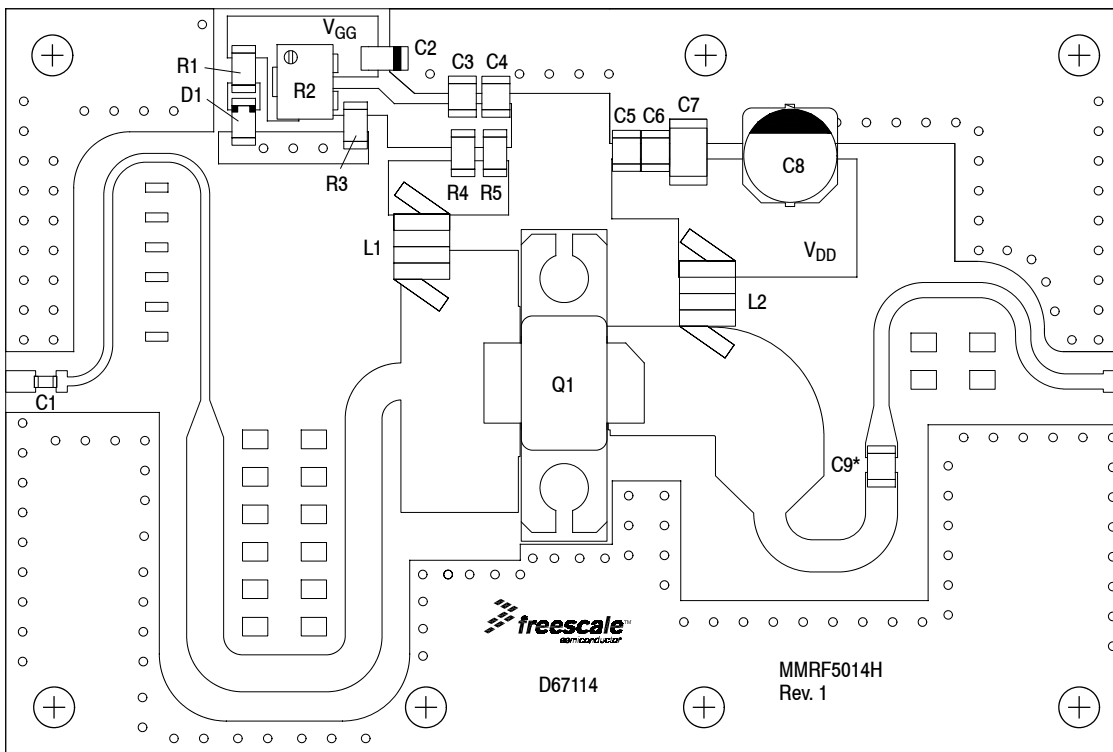 VGG
C2
C3 C4
R1
R2
D1
C5 C6 C7
C8
R3
R4 R5
L1
VDD
L2
Q1
C1
C9*
freescale™
semiconductor
D67114
MMRF5014H
Rev. 1